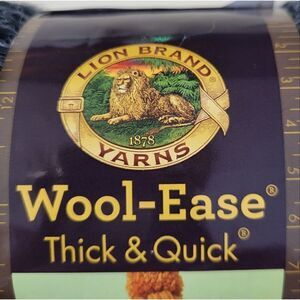 LION BRAND
1878
YARNS
Wool-Ease®
Thick & Quick®